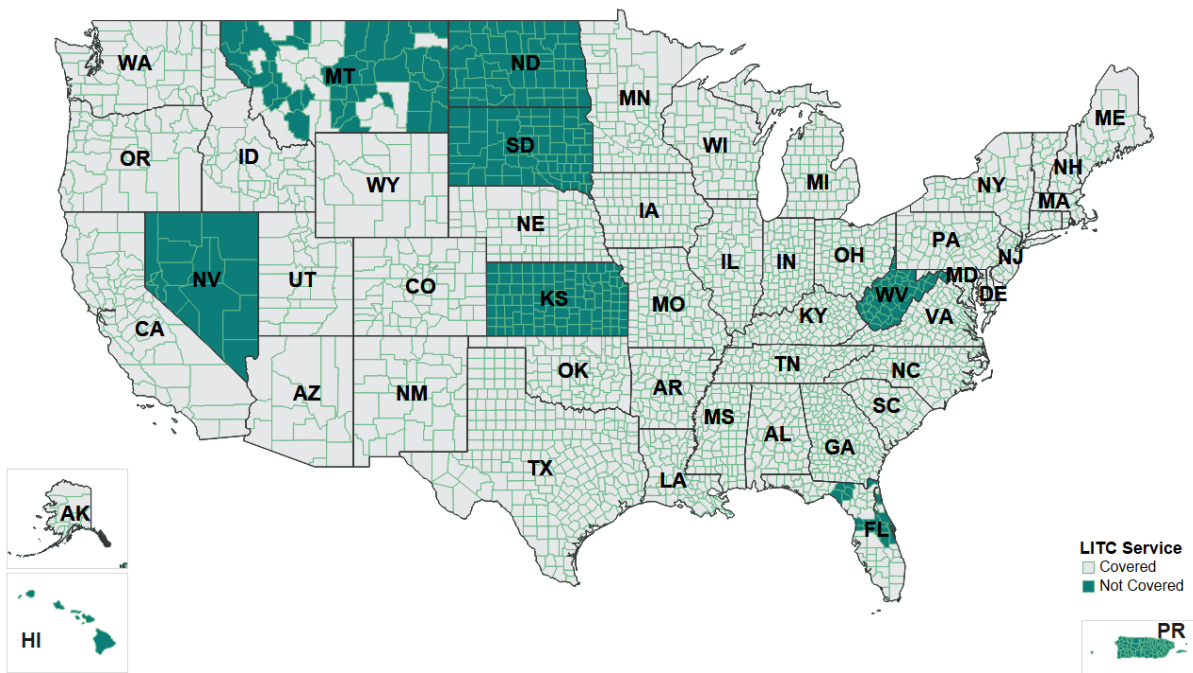 WA
MT
ND
MN
ME
OR
ID
SD
WI
NH
WY
MI
NY
MA
IA
NE
PA
NV
UT
CO
IL
IN
OH
NJ
KS
MO
MD
WV
DE
CA
KY
VA
TN
AZ
NM
OK
AR
NC
MS
SC
AL
GA
TX
LA
AK
FL
LITC Service
Covered
Not Covered
HI
PR